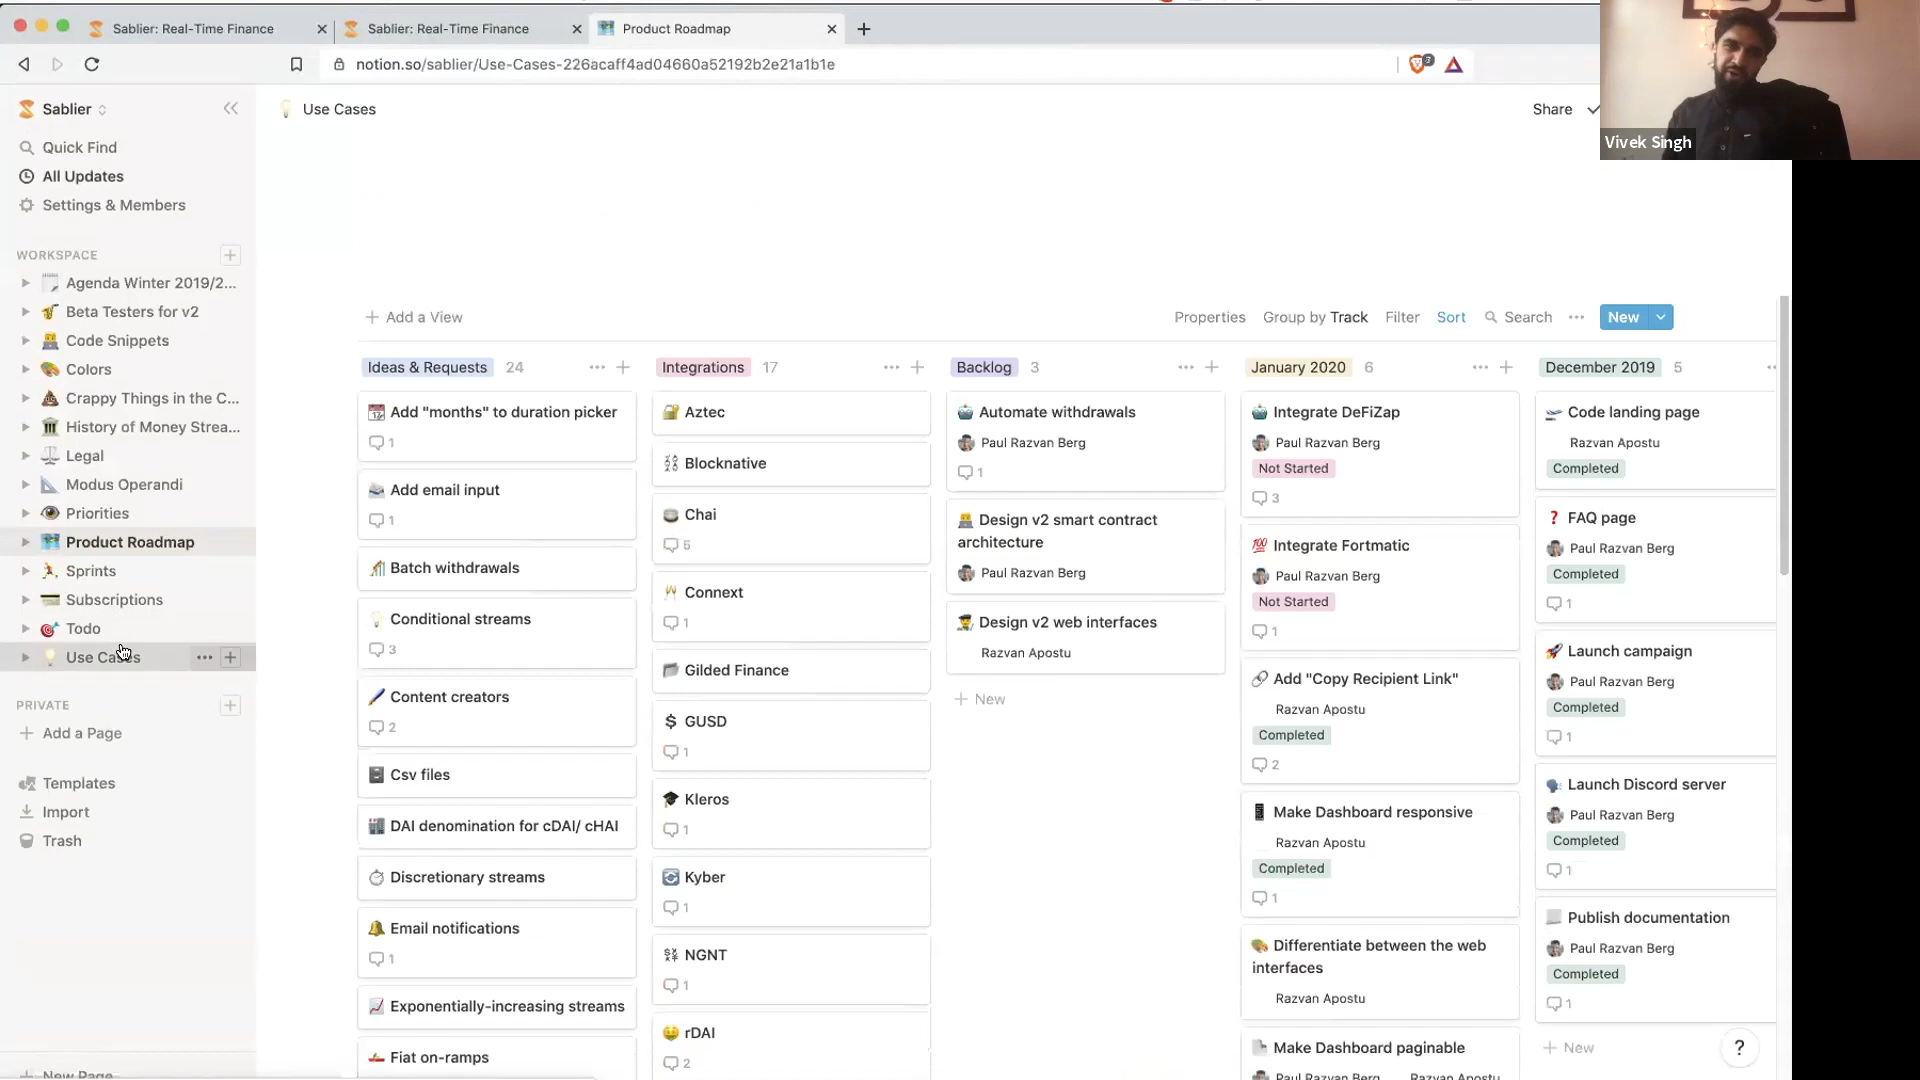 Sablier: Real-Time Finance
Sablier: Real-Time Finance
Product Roadmap
notion.so/sablier/Use-Cases-226acaff4ad04660a52192b2e21a1b1e
Vivek Singh
Sablier
Quick Find
All Updates
Settings & Members
WORKSPACE
Agenda Winter 2019/2...
Beta Testers for v2
Code Snippets
Colors
Crappy Things in the C...
History of Money Strea...
Legal
Modus Operandi
Priorities
Product Roadmap
Sprints
Subscriptions
Todo
Use Cases
PRIVATE
Add a Page
Templates
Import
Trash
New Page
Use Cases
Share
Add a View
Properties
Group by Track
Filter
Sort
Search
New
Ideas & Requests 24
Add "months" to duration picker
1
Add email input
1
Batch withdrawals
Conditional streams
3
Content creators
2
Csv files
DAI denomination for cDAI/ cHAI
Discretionary streams
Email notifications
1
Exponentially-increasing streams
Fiat on-ramps
Integrations 17
Aztec
Blocknative
Chai
5
Connext
1
Gilded Finance
GUSD
1
Kleros
1
Kyber
1
NGNT
1
rDAI
2
Backlog 3
Automate withdrawals
Paul Razvan Berg
1
Design v2 smart contract
architecture
Paul Razvan Berg
Design v2 web interfaces
Razvan Apostu
New
January 2020 6
Integrate DeFiZap
Paul Razvan Berg
Not Started
3
Integrate Fortmatic
Paul Razvan Berg
Not Started
1
Add "Copy Recipient Link"
Razvan Apostu
Completed
2
Make Dashboard responsive
Razvan Apostu
Completed
1
Differentiate between the web
interfaces
Razvan Apostu
Make Dashboard paginable
Paul Razvan Berg Razvan Apostu
December 2019 5
Code landing page
Razvan Apostu
Completed
FAQ page
Paul Razvan Berg
Completed
1
Launch campaign
Paul Razvan Berg
Completed
1
Launch Discord server
Paul Razvan Berg
Completed
1
Publish documentation
Paul Razvan Berg
Completed
1
New
?